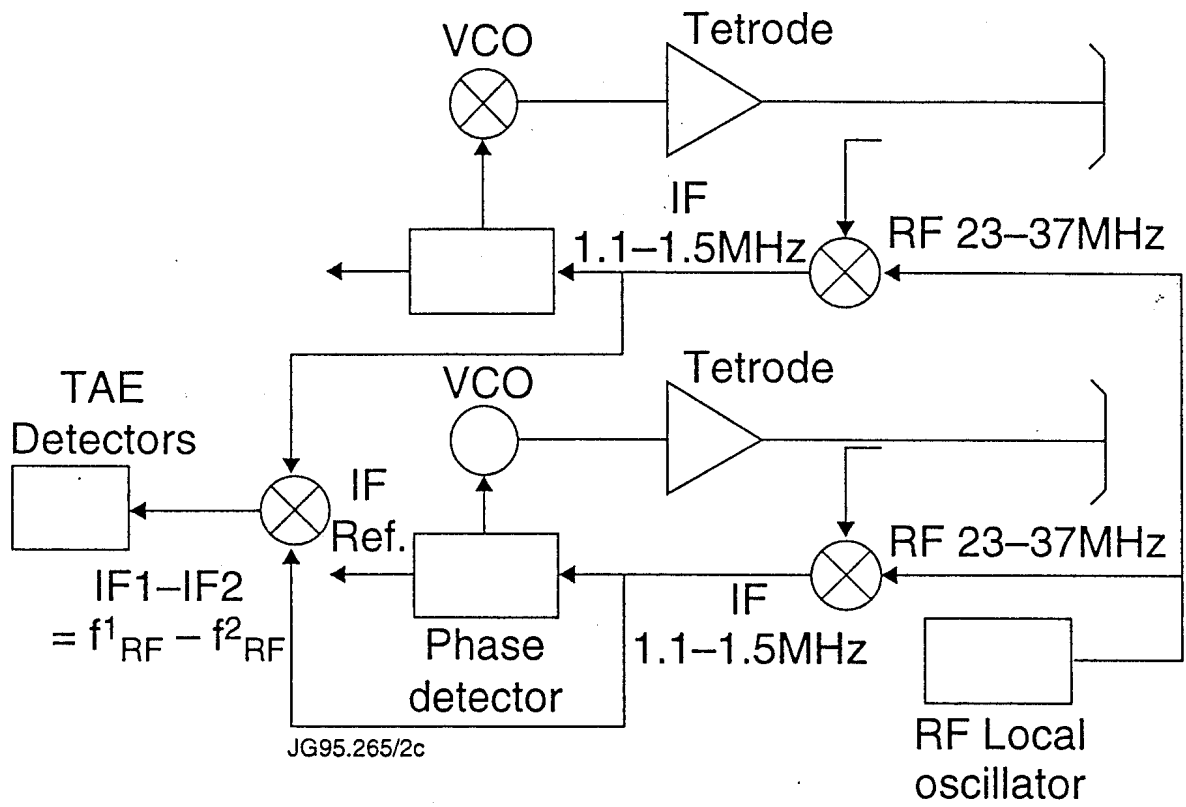 VCO
Tetrode
IF
1.1–1.5MHz
RF 23–37MHz
VCO
Tetrode
TAE
Detectors
IF
Ref.
RF 23–37MHz
IF1–IF2
= f¹RF – f²RF
Phase
detector
IF
1.1–1.5MHz
RF Local
oscillator
JG95.265/2c